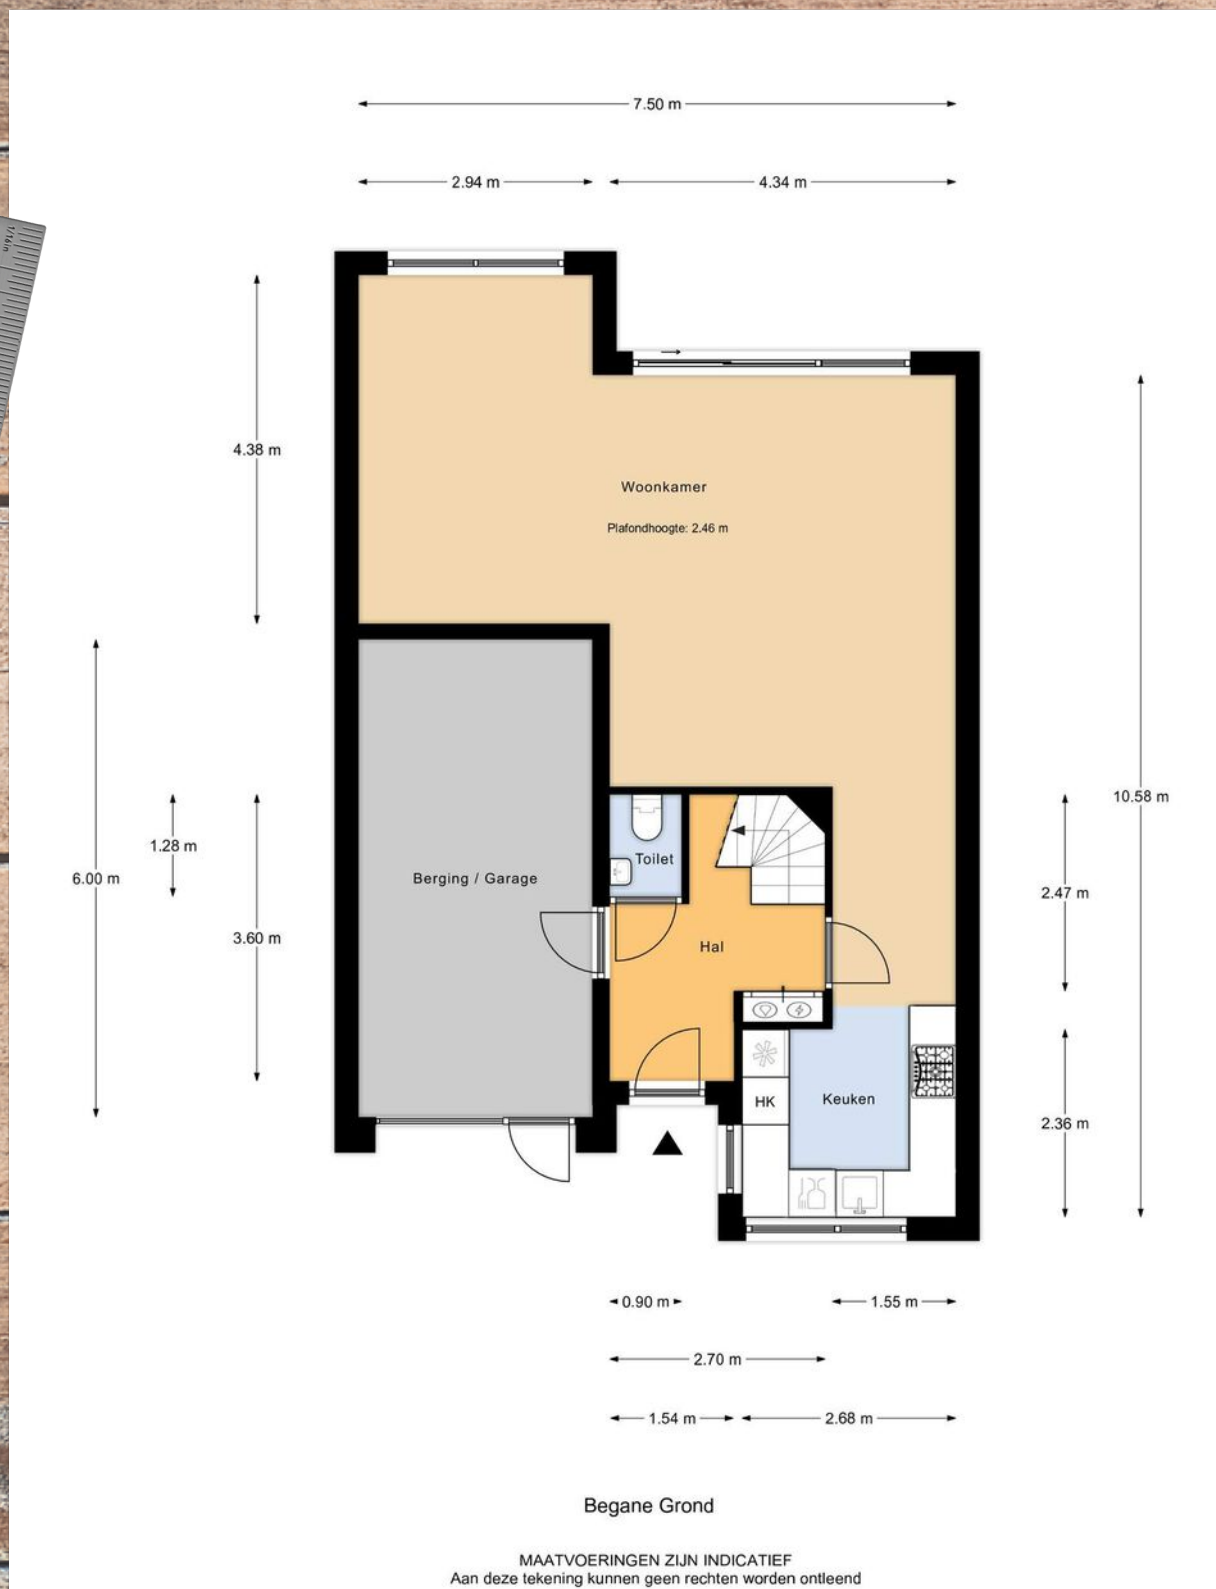 7.50 m
2.94 m
4.34 m
1/16in
4.38 m
Woonkamer
Plafondhoogte: 2.46 m
10.58 m
1.28 m
6.00 m
Toilet
Berging / Garage
2.47 m
3.60 m
Hal
HK
Keuken
2.36 m
0.90 m
1.55 m
2.70 m
1.54 m
2.68 m
Begane Grond
MAATVOERINGEN ZIJN INDICATIEF
Aan deze tekening kunnen geen rechten worden ontleend